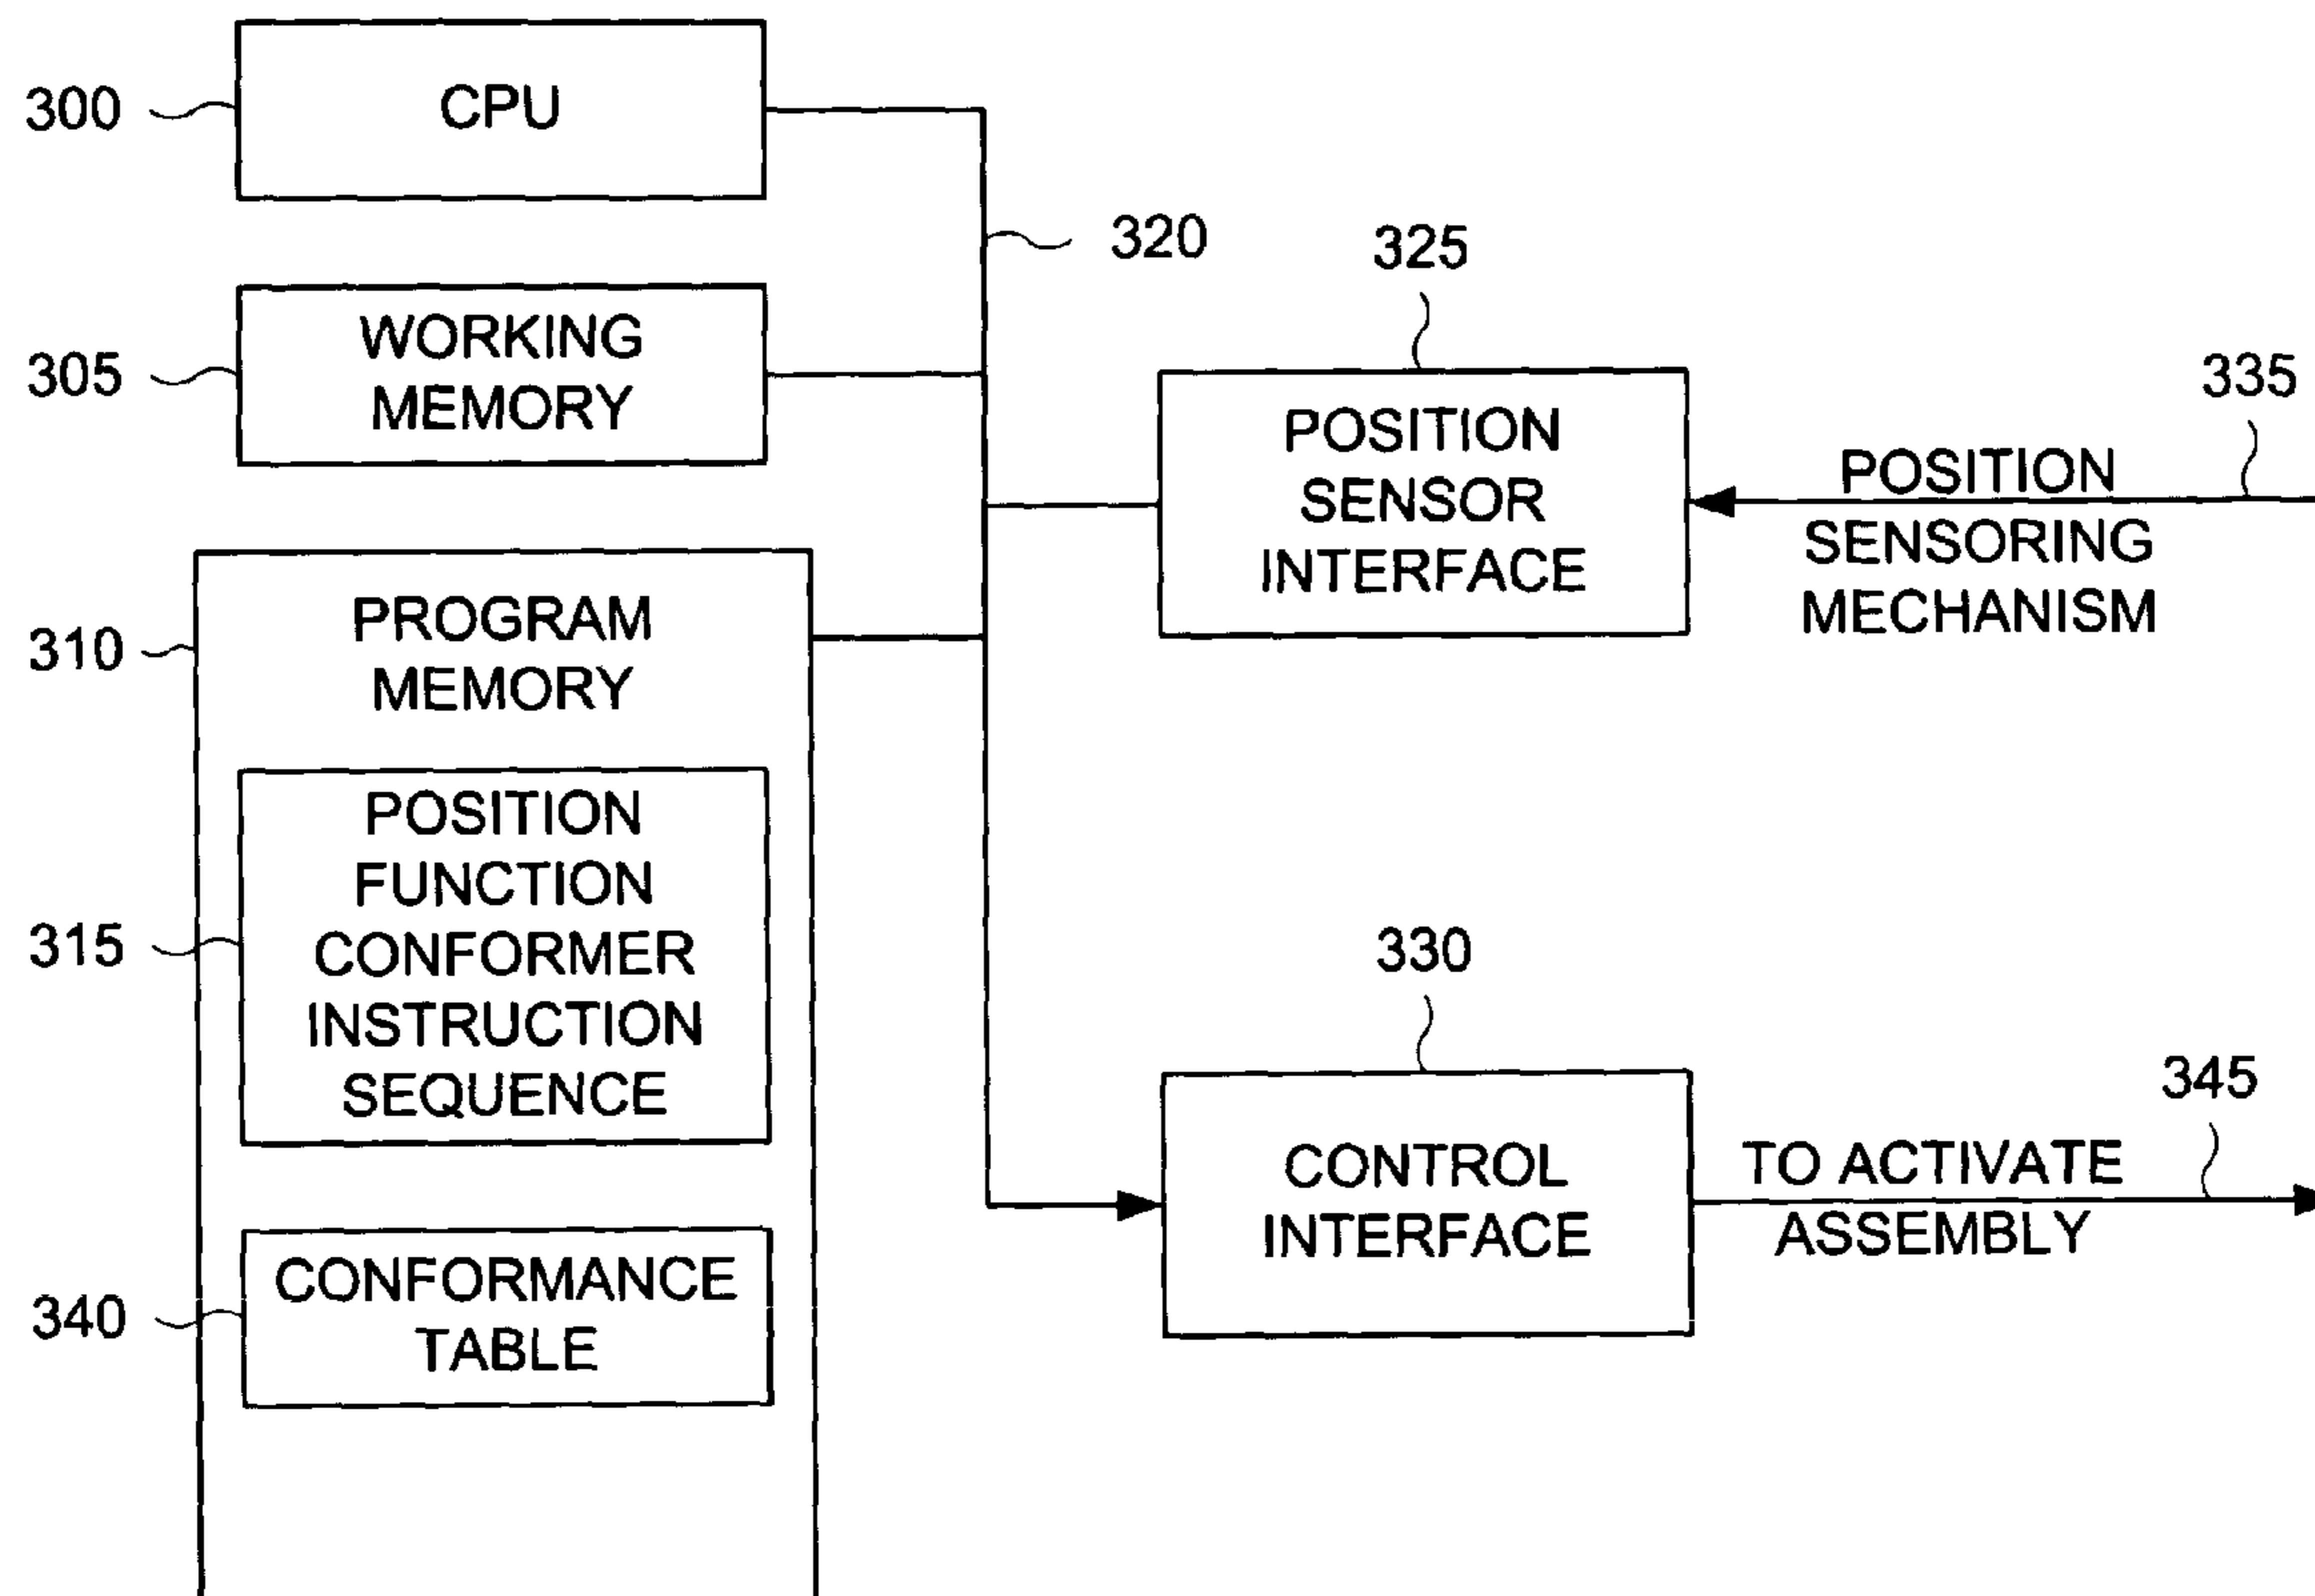 300
CPU
320
325
305
WORKING
MEMORY
335
POSITION
SENSOR
INTERFACE
POSITION
SENSORING
MECHANISM
310
PROGRAM
MEMORY
315
POSITION
FUNCTION
CONFORMER
INSTRUCTION
SEQUENCE
330
345
CONTROL
INTERFACE
TO ACTIVATE
ASSEMBLY
340
CONFORMANCE
TABLE